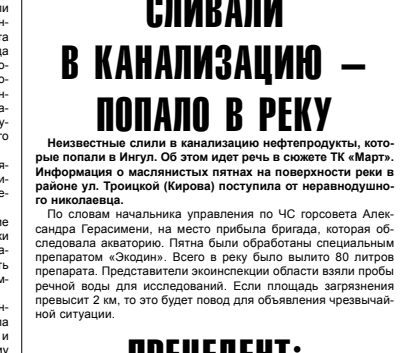 СЛИВАЛИ
В КАНАЛИЗАЦИЮ –
ПОПАЛО В РЕКУ
Неизвестные слили в канализацию нефтепродукты, кото-
рые попали в Ингул. Об этом идет речь в сюжете ТК «Март».
Информация о маслянистых пятнах на поверхности реки в
районе ул. Троицкой (Кирова) поступила от неравнодушно-
го николаевца.
По словам начальника управления по ЧС горсовета Алек-
сандра Герасимени, на место прибыла бригада, которая об-
следовала акваторию. Пятна были обработаны специальным
препаратом «Экодин». Всего в реку было вылито 80 литров
препарата. Представители экоинспекции области взяли пробы
речной воды для исследований. Если площадь загрязнения
превысит 2 км, то это будет повод для объявления чрезвычай-
ной ситуации.
ПРЕЦЕДЕНТ: